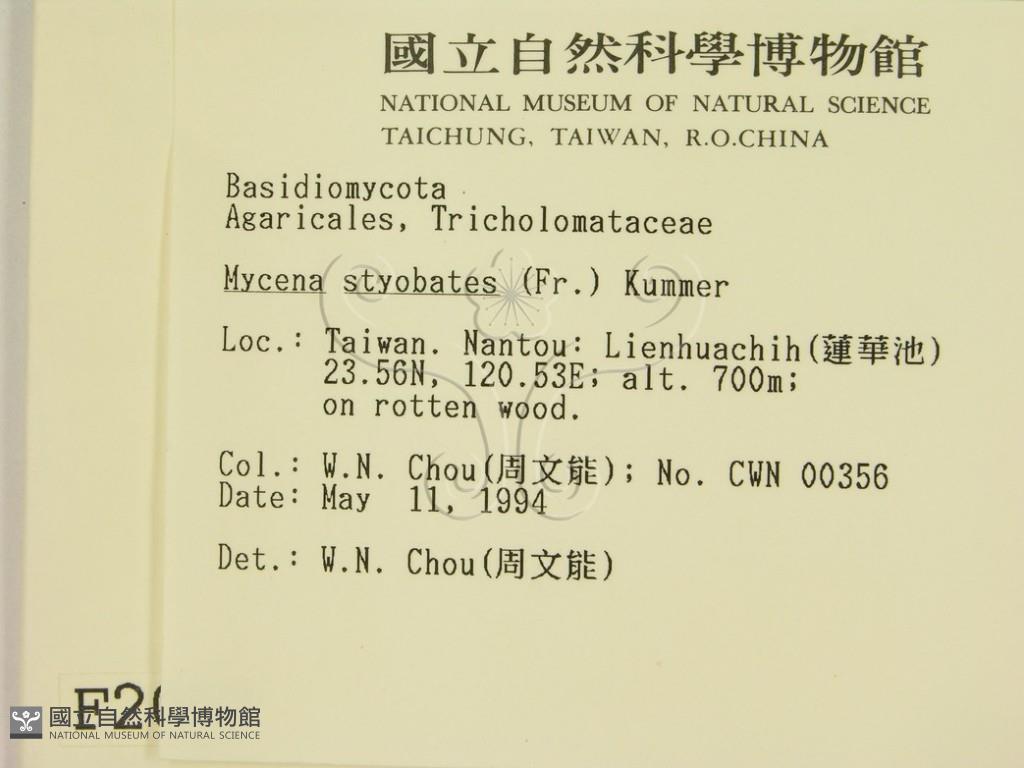 國立自然科學博物館
NATIONAL MUSEUM OF NATURAL SCIENCE
TAICHUNG, TAIWAN, R.O.CHINA
Basidiomycota
Agaricales, Tricholomataceae
Mycena styobates (Fr.) Kummer
Loc.: Taiwan. Nantou: Lienhuachih(蓮華池)
23.56N, 120.53E; alt. 700m;
on rotten wood.
Col.: W.N. Chou(周文能); No. CWN 00356
Date: May 11, 1994
Det.: W.N. Chou(周文能)
國立自然科學博物館
NATIONAL MUSEUM OF NATURAL SCIENCE